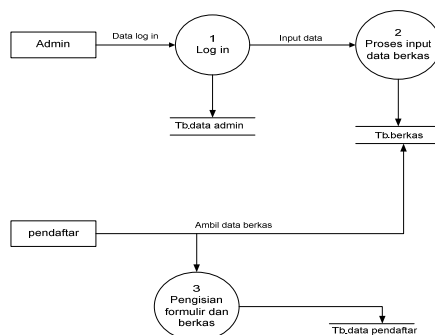 Admin
Data log in
1
Log in
Input data
2
Proses input
data berkas
Tb.data admin
Tb.berkas
pendaftar
Ambil data berkas
3
Pengisian
formulir dan
berkas
Tb.data pendaftar